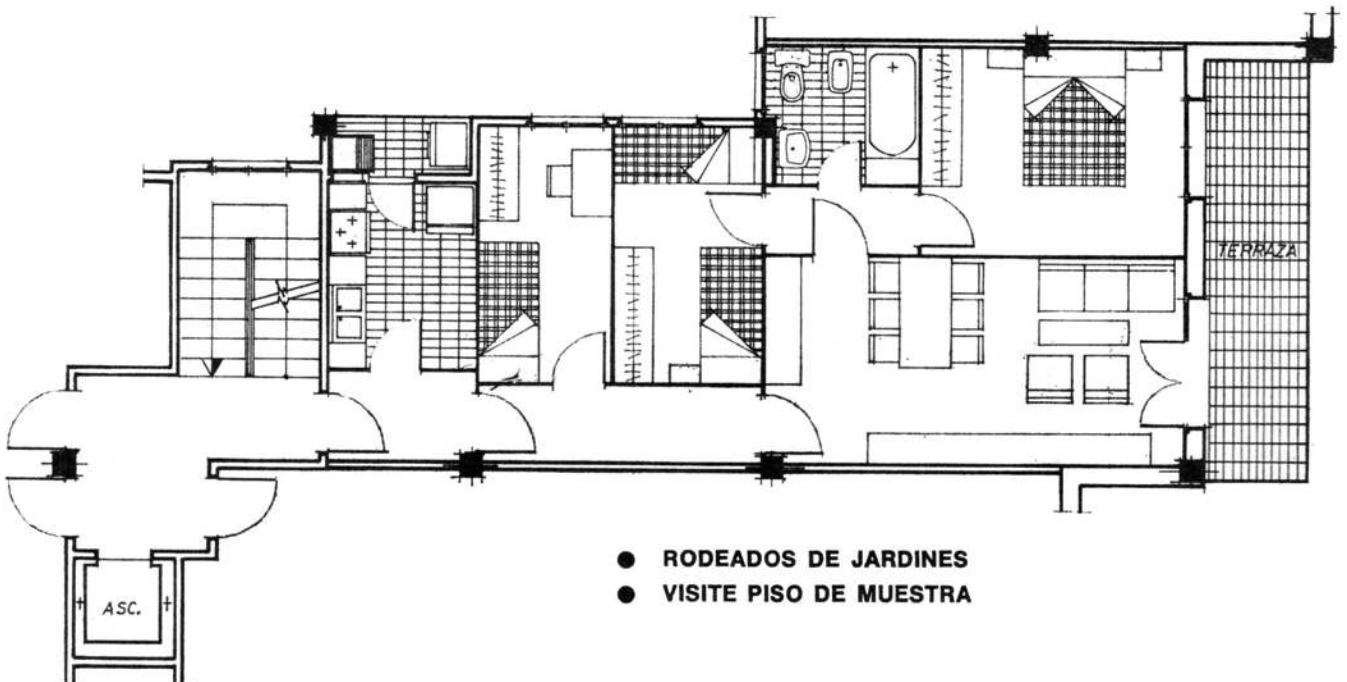 TERRAZA
ASC.
● RODEADOS DE JARDINES
● VISITE PISO DE MUESTRA